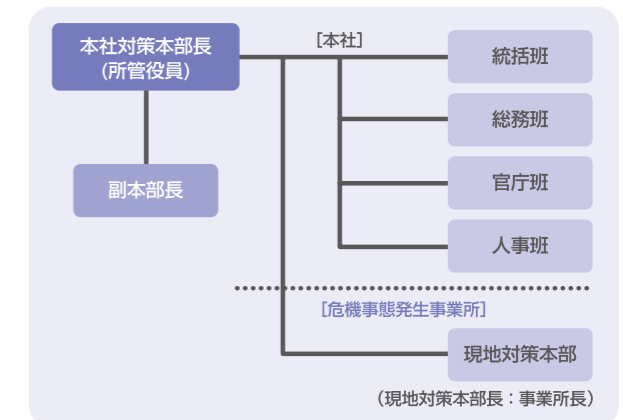 本社対策本部長
(所管役員)
副本部長
[本社]
統括班
総務班
官庁班
人事班
[危機事態発生事業所]
現地対策本部
(現地対策本部長：事業所長)